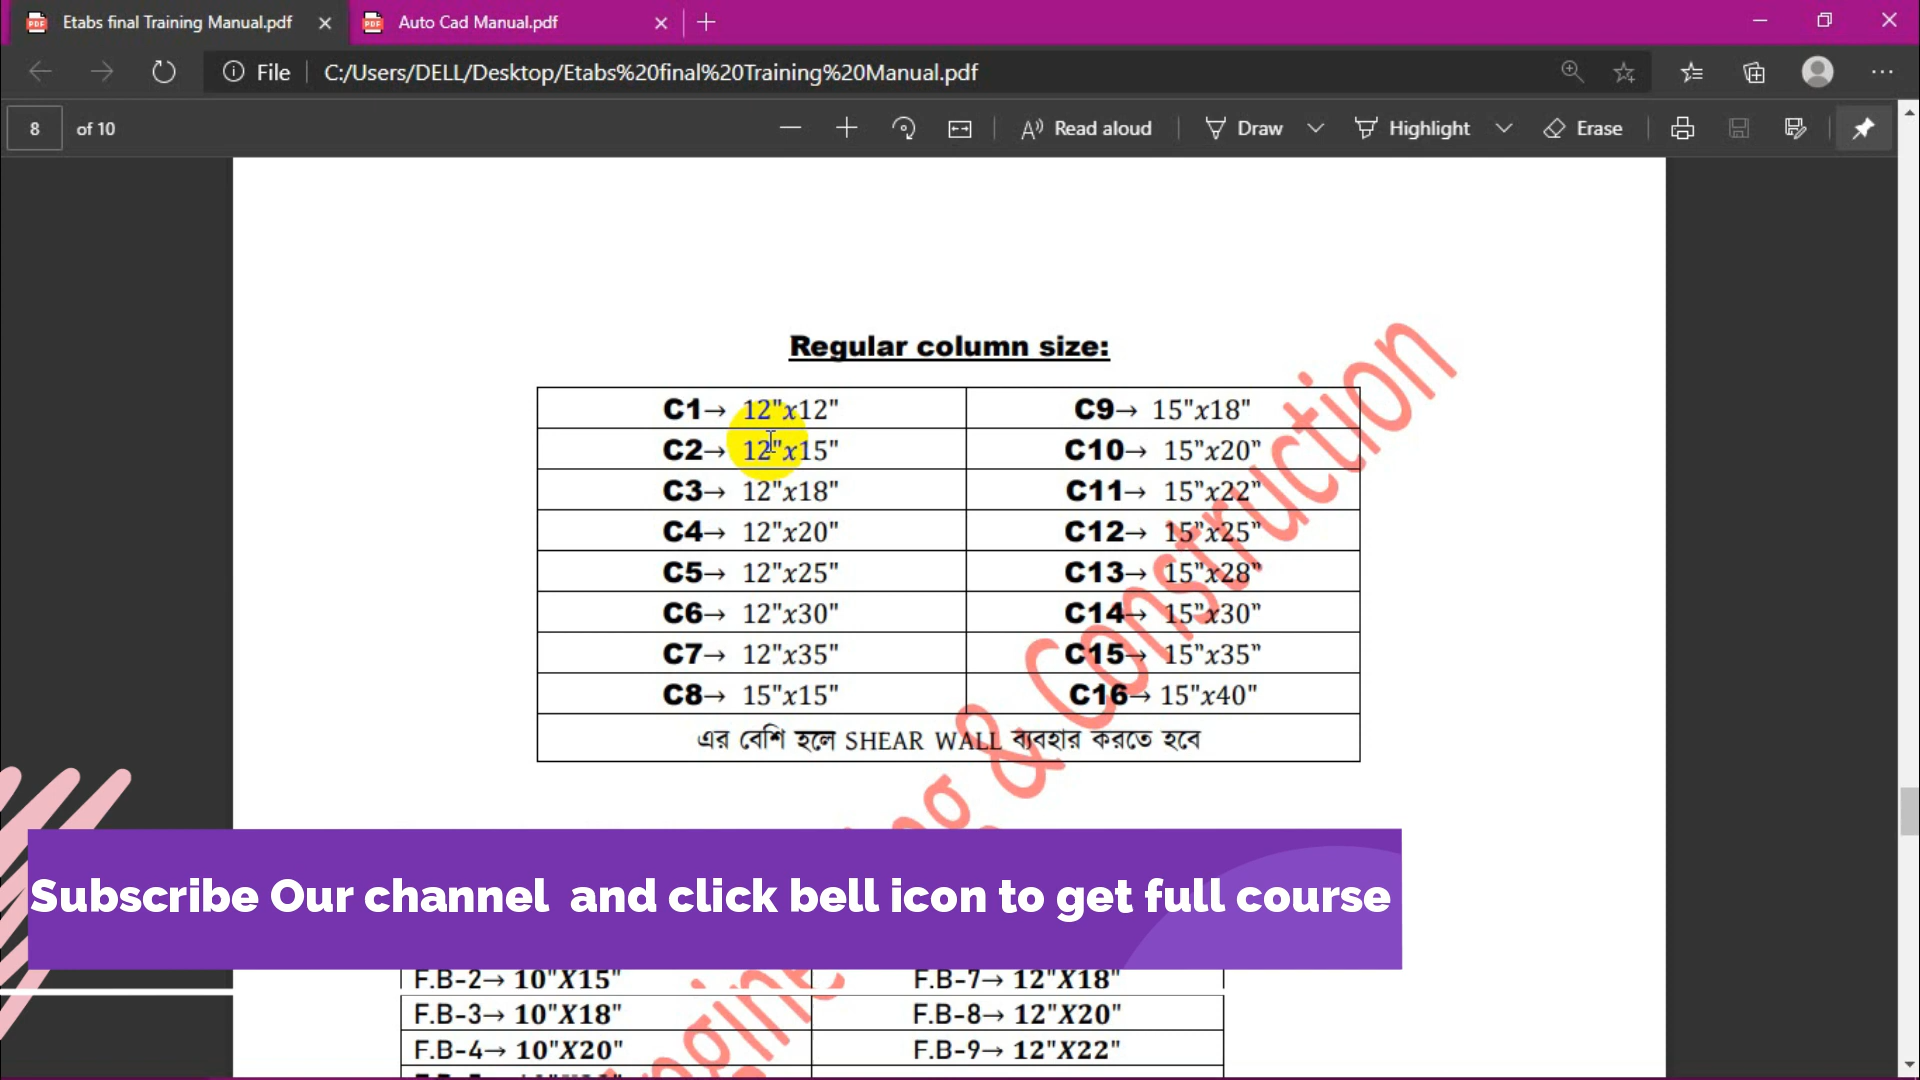 Etabs final Training Manual.pdf
Auto Cad Manual.pdf
File
C:/Users/DELL/Desktop/Etabs%20final%20Training%20Manual.pdf
8 of 10
Read aloud
Draw
Highlight
Erase
Regular column size:
C1→ 12"x12" C9→ 15"x18"
C2→ 12"x15" C10→ 15"x20"
C3→ 12"x18" C11→ 15"x22"
C4→ 12"x20" C12→ 15"x25"
C5→ 12"x25" C13→ 15"x28"
C6→ 12"x30" C14→ 15"x30"
C7→ 12"x35" C15→ 15"x35"
C8→ 15"x15" C16→ 15"x40"
এর বেশি হলে SHEAR WALL ব্যবহার করতে হবে
& Construction
Subscribe Our channel and click bell icon to get full course
F.B-2→ 10"X15" F.B-7→ 12"X18"
F.B-3→ 10"X18" F.B-8→ 12"X20"
F.B-4→ 10"X20" F.B-9→ 12"X22"